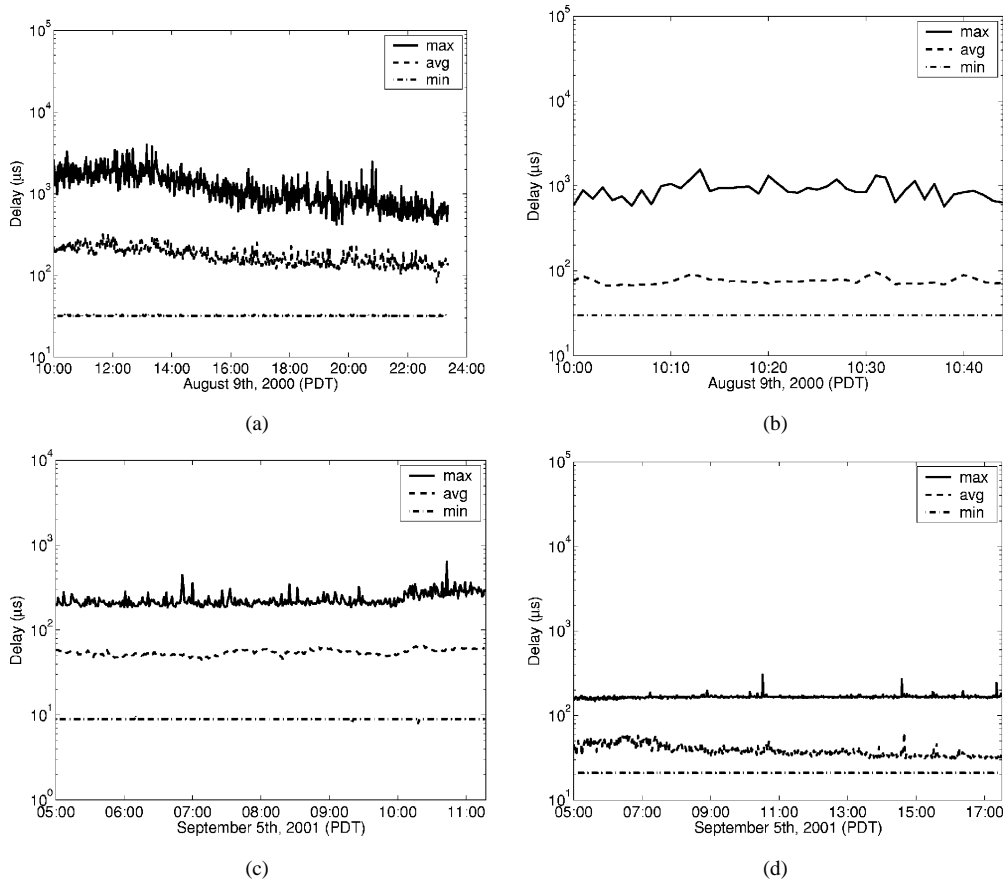 10^5
10^4
10^3
10^2
10^1
Delay (μs)
max
avg
min
10:00 12:00 14:00 16:00 18:00 20:00 22:00 24:00
August 9th, 2000 (PDT)
(a)
10^5
10^4
10^3
10^2
10^1
Delay (μs)
max
avg
min
10:00 10:10 10:20 10:30 10:40
August 9th, 2000 (PDT)
(b)
10^4
10^3
10^2
10^1
10^0
Delay (μs)
max
avg
min
05:00 06:00 07:00 08:00 09:00 10:00 11:00
September 5th, 2001 (PDT)
(c)
10^5
10^4
10^3
10^2
10^1
Delay (μs)
max
avg
min
05:00 07:00 09:00 11:00 13:00 15:00 17:00
September 5th, 2001 (PDT)
(d)